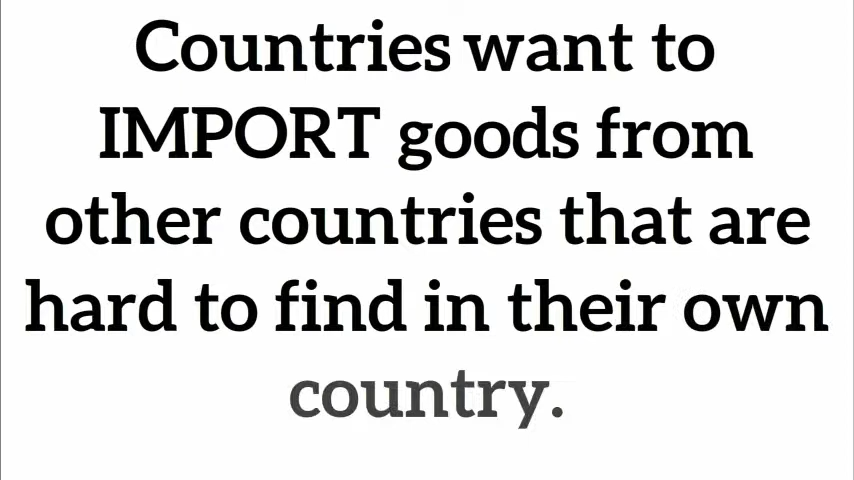 Countries want to
IMPORT goods from
other countries that are
hard to find in their own
country.